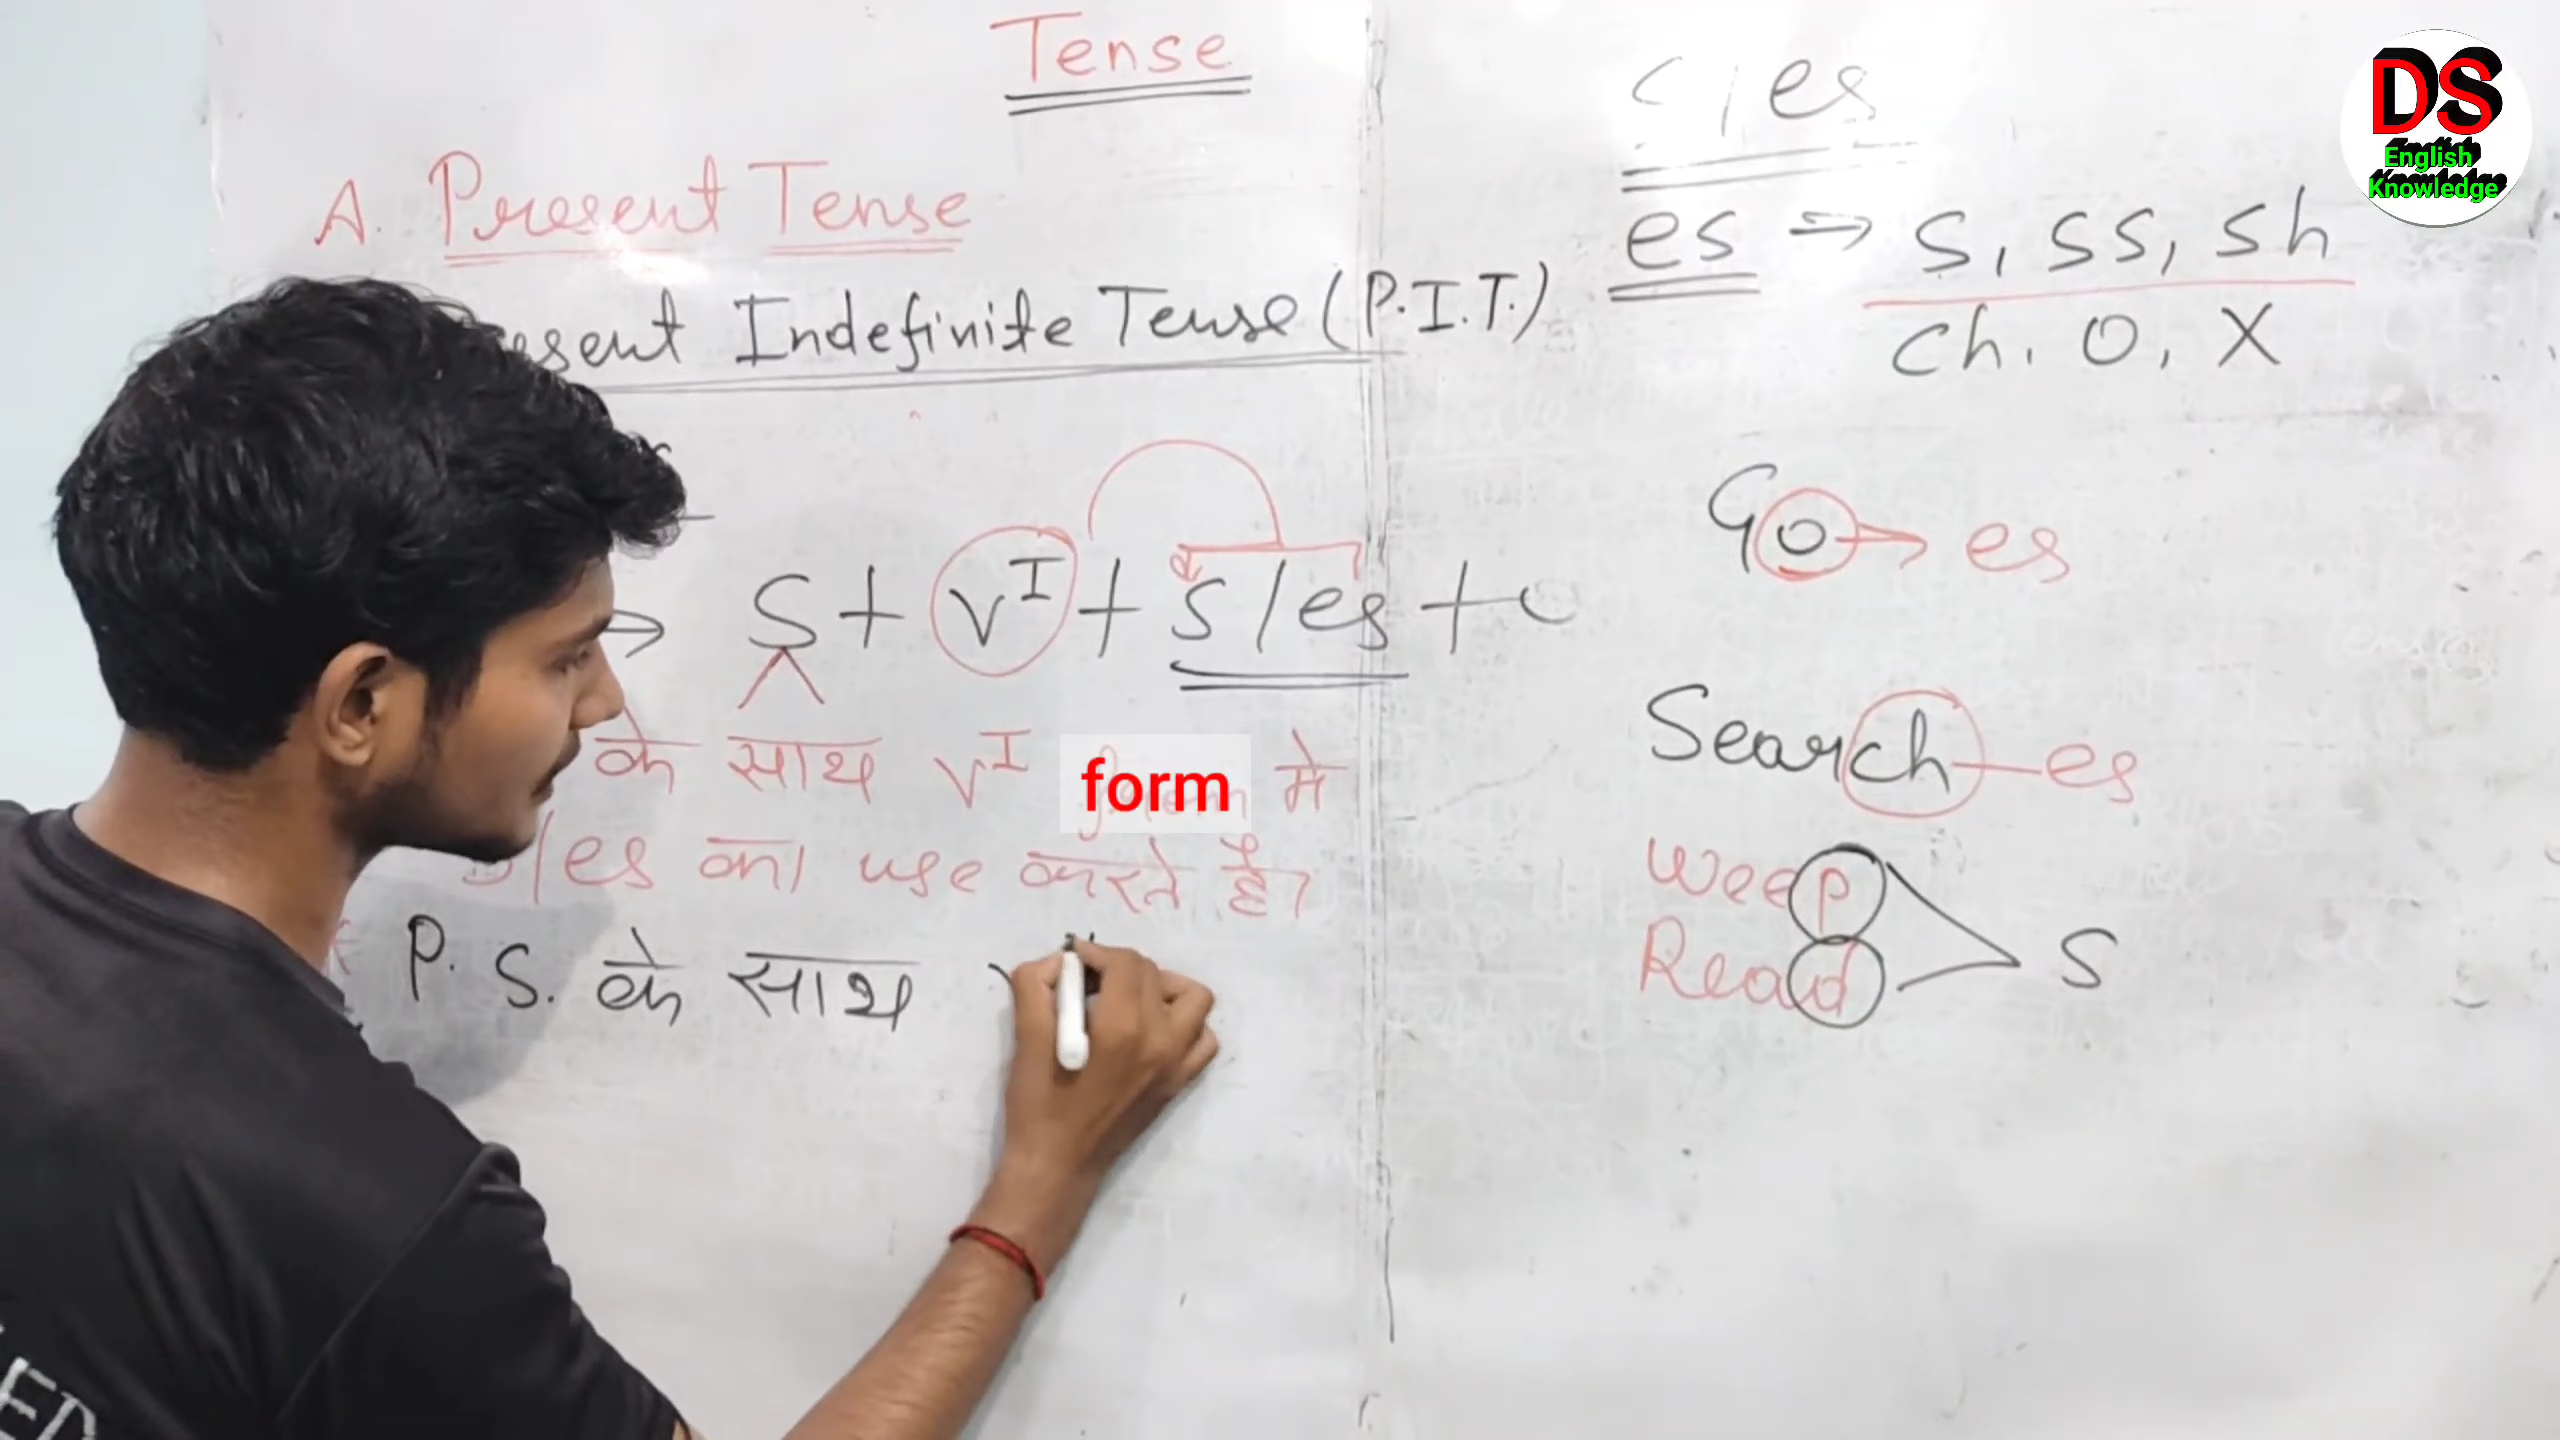 Tense
A. Present Tense
esent Indefinite Tense (P.I.T.)
S + V I + s/es + o
के साथ V I form में
/es का use करते है।
P. S. के साथ V
/es
es ⇒ s, ss, sh
ch, o, x
Go → es
Search — es
Weep
Read
S
DS
English
Knowledge